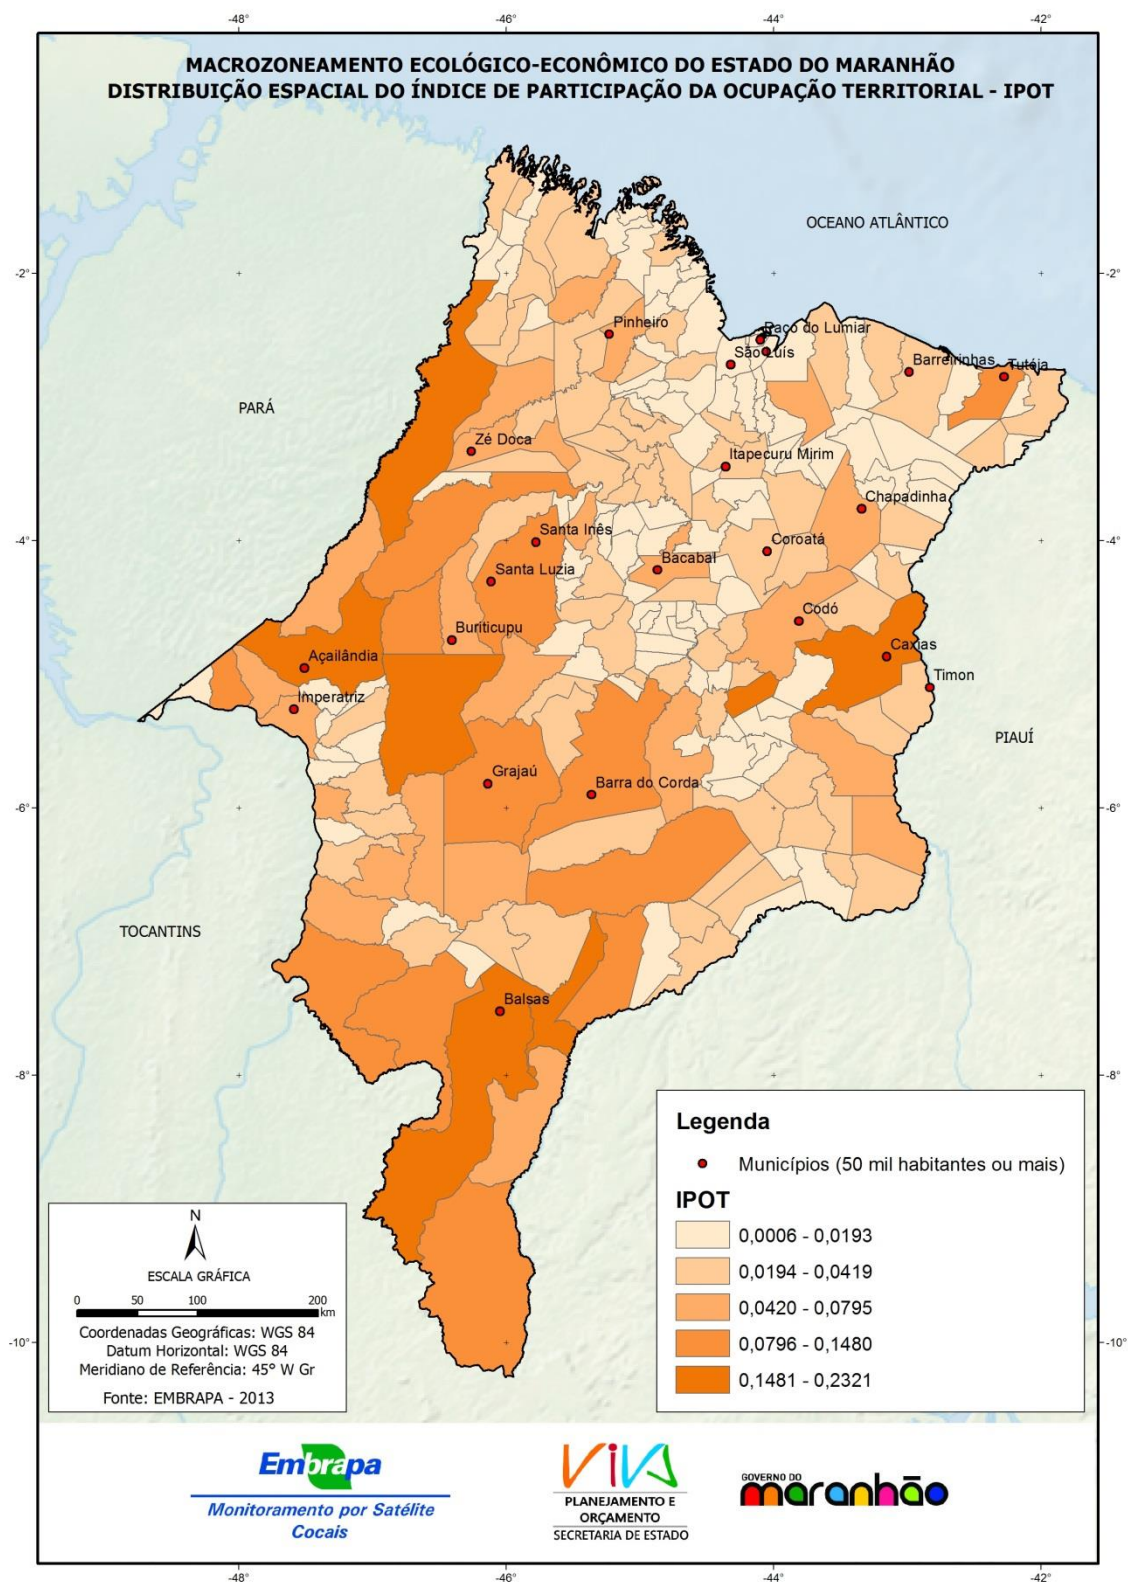 -48° -46° -44° -42°
MACROZONEAMENTO ECOLÓGICO-ECONÔMICO DO ESTADO DO MARANHÃO
DISTRIBUIÇÃO ESPACIAL DO ÍNDICE DE PARTICIPAÇÃO DA OCUPAÇÃO TERRITORIAL - IPOT
OCEANO ATLÂNTICO
-2° -2°
Pinheiro
Paço do Lumiar
São Luís
Barreirinhas
Tutóia
PARÁ
Zé Doca
Itapecuru Mirim
Chapadinha
Santa Inês
-4° -4°
Coroatá
Bacabal
Santa Luzia
Codó
Buriticupu
Caxias
Açailândia
Timon
Imperatriz
PIAUÍ
Grajaú
Barra do Corda
-6° -6°
TOCANTINS
Balsas
-8° -8°
Legenda
Municípios (50 mil habitantes ou mais)
IPOT
0,0006 - 0,0193
0,0194 - 0,0419
0,0420 - 0,0795
0,0796 - 0,1480
0,1481 - 0,2321
N
ESCALA GRÁFICA
0 50 100 200
km
Coordenadas Geográficas: WGS 84
Datum Horizontal: WGS 84
Meridiano de Referência: 45° W Gr
Fonte: EMBRAPA - 2013
-10° -10°
Embrapa
Monitoramento por Satélite
Cocais
VIVA
PLANEJAMENTO E
ORÇAMENTO
SECRETARIA DE ESTADO
GOVERNO DO
maranhão
-48° -46° -44° -42°